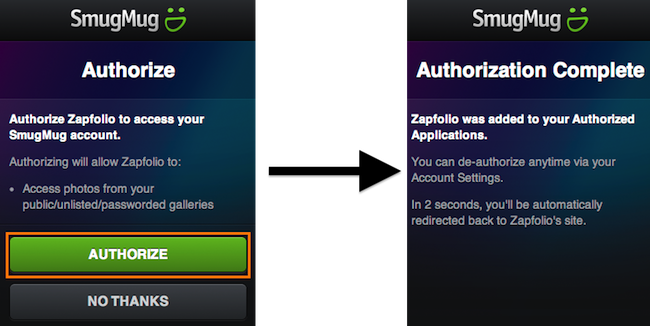 SmugMug
Authorize
Authorize Zapfolio to access your
SmugMug account.
Authorizing will allow Zapfolio to:
• Access photos from your
public/unlisted/passworded galleries
AUTHORIZE
NO THANKS
SmugMug
Authorization Complete
Zapfolio was added to your Authorized
Applications.
You can de-authorize anytime via your
Account Settings.
In 2 seconds, you'll be automatically
redirected back to Zapfolio's site.